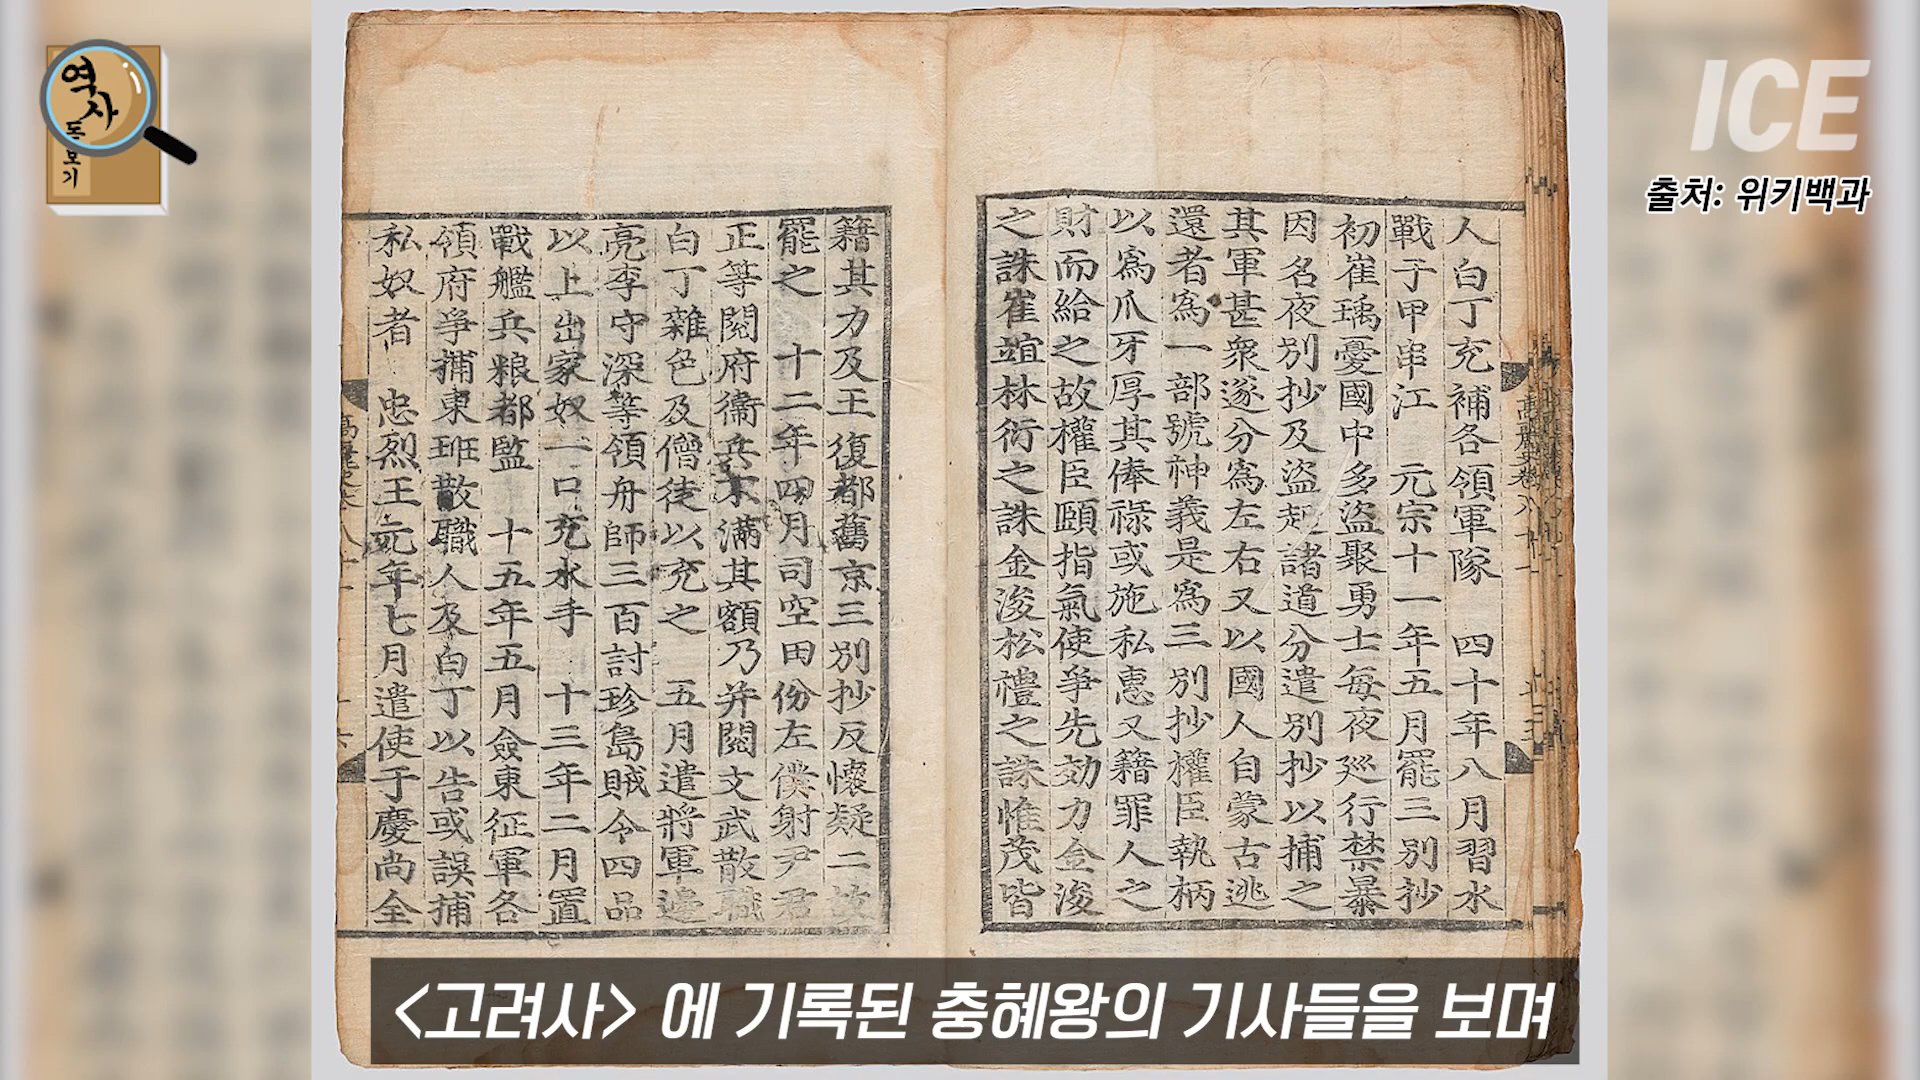 역사
돋보기
ICE
출처: 위키백과
人白丁充補各領軍隊 四十年八月習水
戰于甲串江 元宗十一年五月罷三別抄
初崔瑀憂國中多盜聚勇士每夜廵行禁暴
因名夜別抄及盜起諸道分遣別抄以捕之
其軍甚衆遂分爲左右又以國人自蒙古逃
還者爲一部號神義是爲三別抄權臣執柄
以爲爪牙厚其俸祿或施私惠又籍罪人之
財而給之故權臣頤指氣使爭先効力金浚
之誅崔竩林衍之誅金浚松禮之誅惟茂皆
籍其力及王復都舊京三別抄反懷疑二故
罷之 十二年四月司空田份左僕射尹君
正等閱府衛兵不滿其額乃并閱文武散職
白丁雜色及僧徒以充之 五月遣將軍邊
亮李守深等領舟師三百討珍島賊令四品
以上出家奴一口充水手 十三年二月置
戰艦兵粮都監 十五年五月僉東征軍各
領府爭捕東班散職人及白丁以告或誤捕
私奴者 忠烈王元年七月遣使于慶尚全
<고려사> 에 기록된 충혜왕의 기사들을 보며